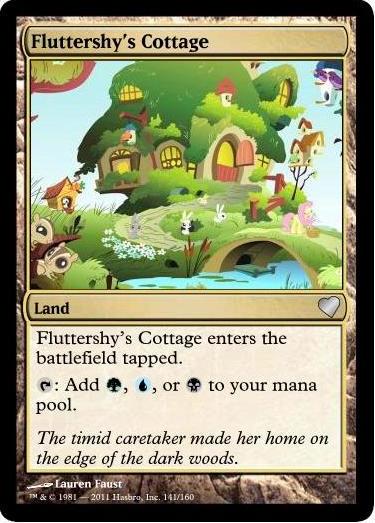 Fluttershy's Cottage
Land
Fluttershy's Cottage enters the
battlefield tapped.
: Add , , or to your mana
pool.
The timid caretaker made her home on
the edge of the dark woods.
Lauren Faust
™ & © 1981 — 2011 Hasbro, Inc. 141/160